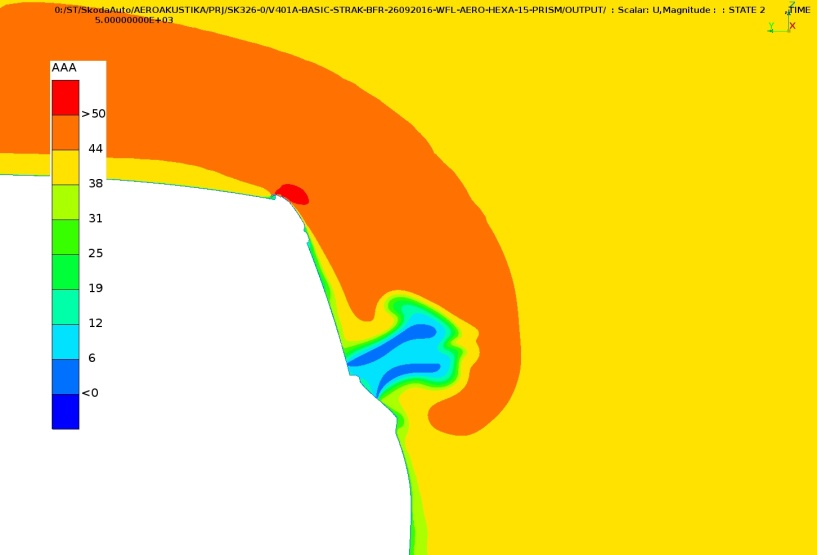 0:/ST/SkodaAuto/AEROAKUSTIKA/PRJ/SK326-0/V401A-BASIC-STRAK-BFR-26092016-WFL-AERO-HEXA-15-PRISM/OUTPUT/ : Scalar: U,Magnitude : : STATE 2 TIME
5.00000000E+03
Z
Y X
AAA
>50
44
38
31
25
19
12
6
<0